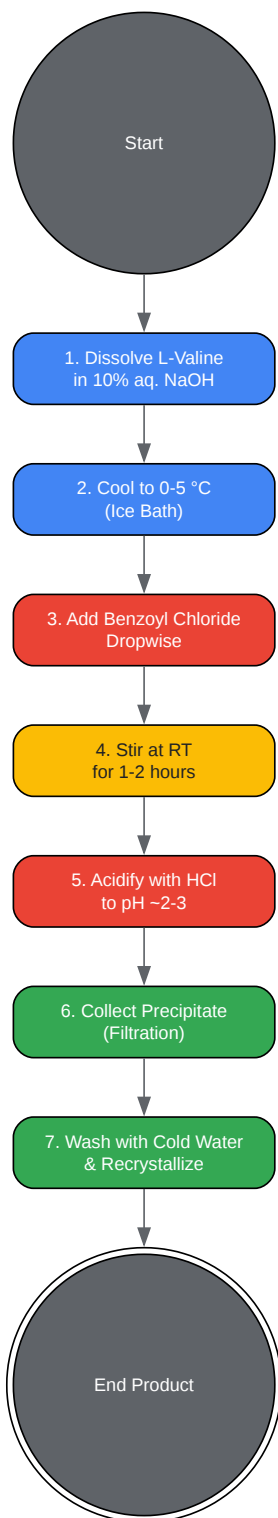 Start
1. Dissolve L-Valine
in 10% aq. NaOH
2. Cool to 0-5 °C
(Ice Bath)
3. Add Benzoyl Chloride
Dropwise
4. Stir at RT
for 1-2 hours
5. Acidify with HCl
to pH ~2-3
6. Collect Precipitate
(Filtration)
7. Wash with Cold Water
& Recrystallize
End Product